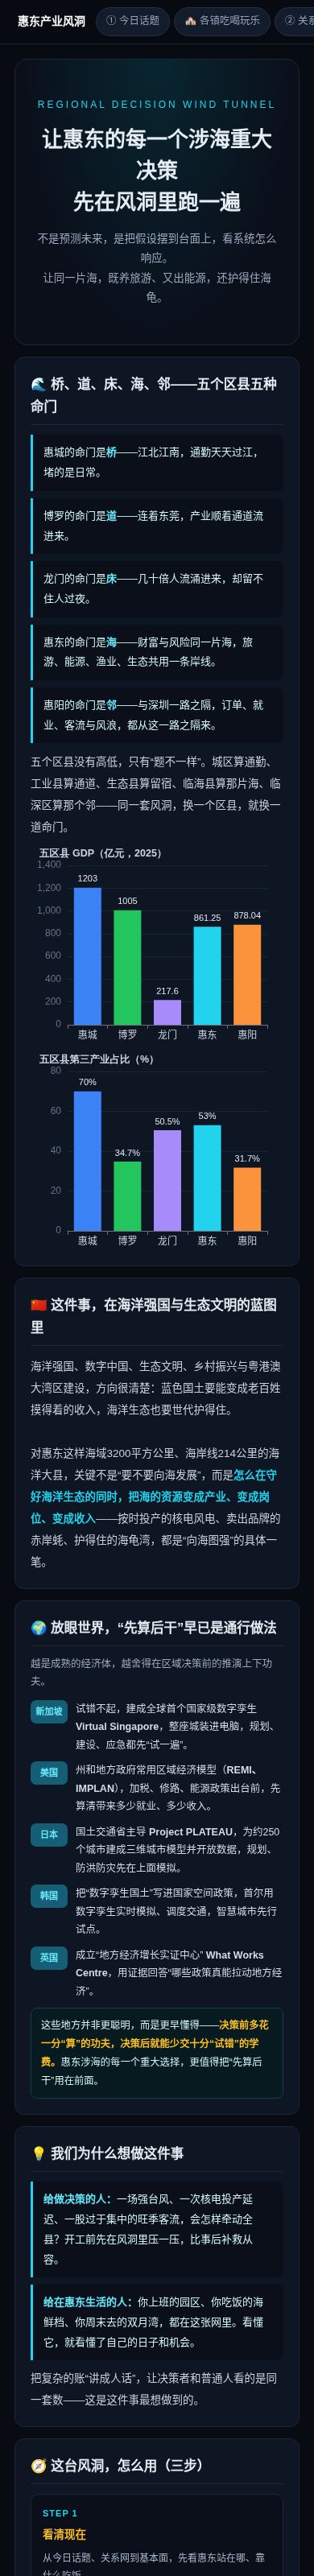 惠东产业风洞
① 今日话题
🏘️ 各镇吃喝玩乐
②
REGIONAL DECISION WIND TUNNEL
让惠东的每一个涉海重大
决策
先在风洞里跑一遍
不是预测未来，是把假设摆到台面上，看系统怎么
响应。
让同一片海，既养旅游、又出能源，还护得住海
龟。
🌊 桥、道、床、海、邻——五个区县五种
命门
惠城的命门是桥——江北江南，通勤天天过江，
堵的是日常。
博罗的命门是道——连着东莞，产业顺着通道流
进来。
龙门的命门是床——几十倍人流涌进来，却留不
住人过夜。
惠东的命门是海——财富与风险同一片海，旅
游、能源、渔业、生态共用一条岸线。
惠阳的命门是邻——与深圳一路之隔，订单、就
业、客流与风浪，都从这一路之隔来。
五个区县没有高低，只有“题不一样”。城区算通勤、
工业县算通道、生态县算留宿、临海县算那片海、临
深区算那个邻——同一套风洞，换一个区县，就换一
道命门。
五区县 GDP（亿元，2025）
1,400
1,200
1,000
800
600
400
200
0
1203
1005
217.6
861.25
878.04
惠城
博罗
龙门
惠东
惠阳
五区县第三产业占比（%）
80
60
40
20
0
70%
34.7%
50.5%
53%
31.7%
惠城
博罗
龙门
惠东
惠阳
🇨🇳 这件事，在海洋强国与生态文明的蓝图
里
海洋强国、数字中国、生态文明、乡村振兴与粤港澳
大湾区建设，方向很清楚：蓝色国土要能变成老百姓
摸得着的收入，海洋生态也要世代护得住。
对惠东这样海域3200平方公里、海岸线214公里的海
洋大县，关键不是“要不要向海发展”，而是怎么在守
好海洋生态的同时，把海的资源变成产业、变成岗
位、变成收入——按时投产的核电风电、卖出品牌的
赤岸蚝、护得住的海龟湾，都是“向海图强”的具体一
笔。
🌍 放眼世界，“先算后干”早已是通行做法
越是成熟的经济体，越舍得在区域决策前的推演上下功
夫。
新加坡
试错不起，建成全球首个国家级数字孪生
Virtual Singapore，整座城装进电脑，规划、
建设、应急都先“试一遍”。
美国
州和地方政府常用区域经济模型（REMI、
IMPLAN），加税、修路、能源政策出台前，先
算清带来多少就业、多少收入。
日本
国土交通省主导 Project PLATEAU，为约250
个城市建成三维城市模型并开放数据，规划、
防洪防灾先在上面模拟。
韩国
把“数字孪生国土”写进国家空间政策，首尔用
数字孪生实时模拟、调度交通，智慧城市先行
试点。
英国
成立“地方经济增长实证中心” What Works
Centre，用证据回答“哪些政策真能拉动地方经
济”。
这些地方并非更聪明，而是更早懂得——决策前多花
一分“算”的功夫，决策后就能少交十分“试错”的学
费。惠东涉海的每一个重大选择，更值得把“先算后
干”用在前面。
💡 我们为什么想做这件事
给做决策的人：一场强台风、一次核电投产延
迟、一股过于集中的旺季客流，会怎样牵动全
县？开工前先在风洞里压一压，比事后补救从
容。
给在惠东生活的人：你上班的园区、你吃饭的海
鲜档、你周末去的双月湾，都在这张网里。看懂
它，就看懂了自己的日子和机会。
把复杂的账“讲成人话”，让决策者和普通人看的是同
一套数——这是这件事最想做到的。
🧭 这台风洞，怎么用（三步）
STEP 1
看清现在
从今日话题、关系网到基本面，先看惠东站在哪、靠
什么吃饭